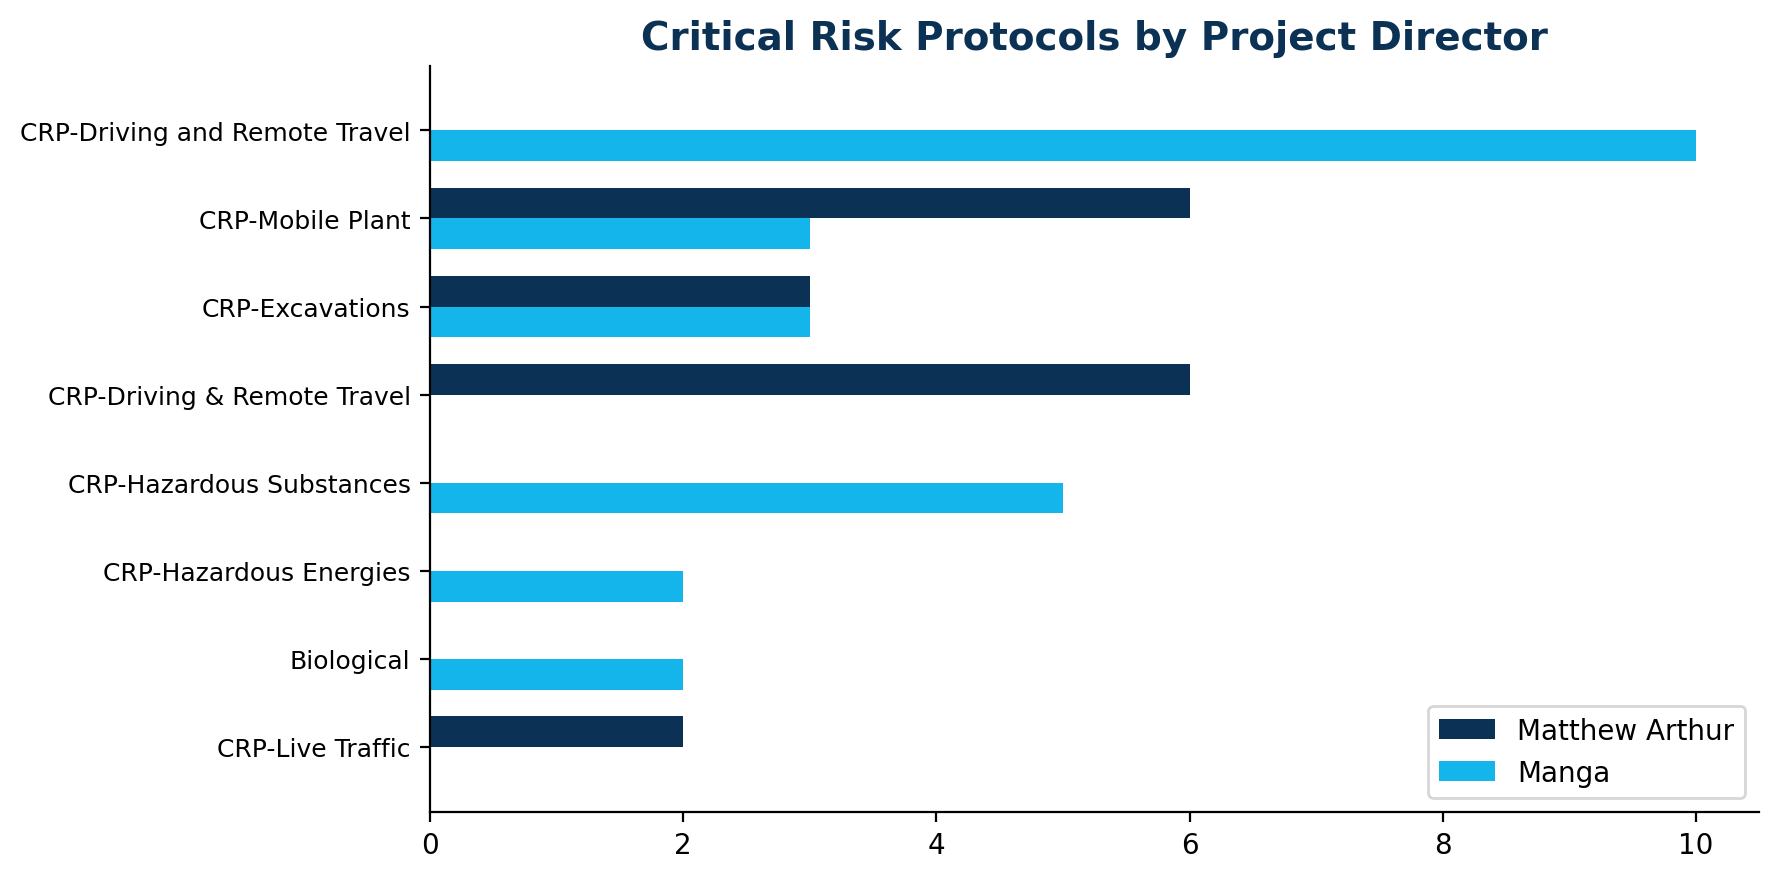 Critical Risk Protocols by Project Director
CRP-Driving and Remote Travel
CRP-Mobile Plant
CRP-Excavations
CRP-Driving & Remote Travel
CRP-Hazardous Substances
CRP-Hazardous Energies
Biological
CRP-Live Traffic
Matthew Arthur
Manga
0 2 4 6 8 10